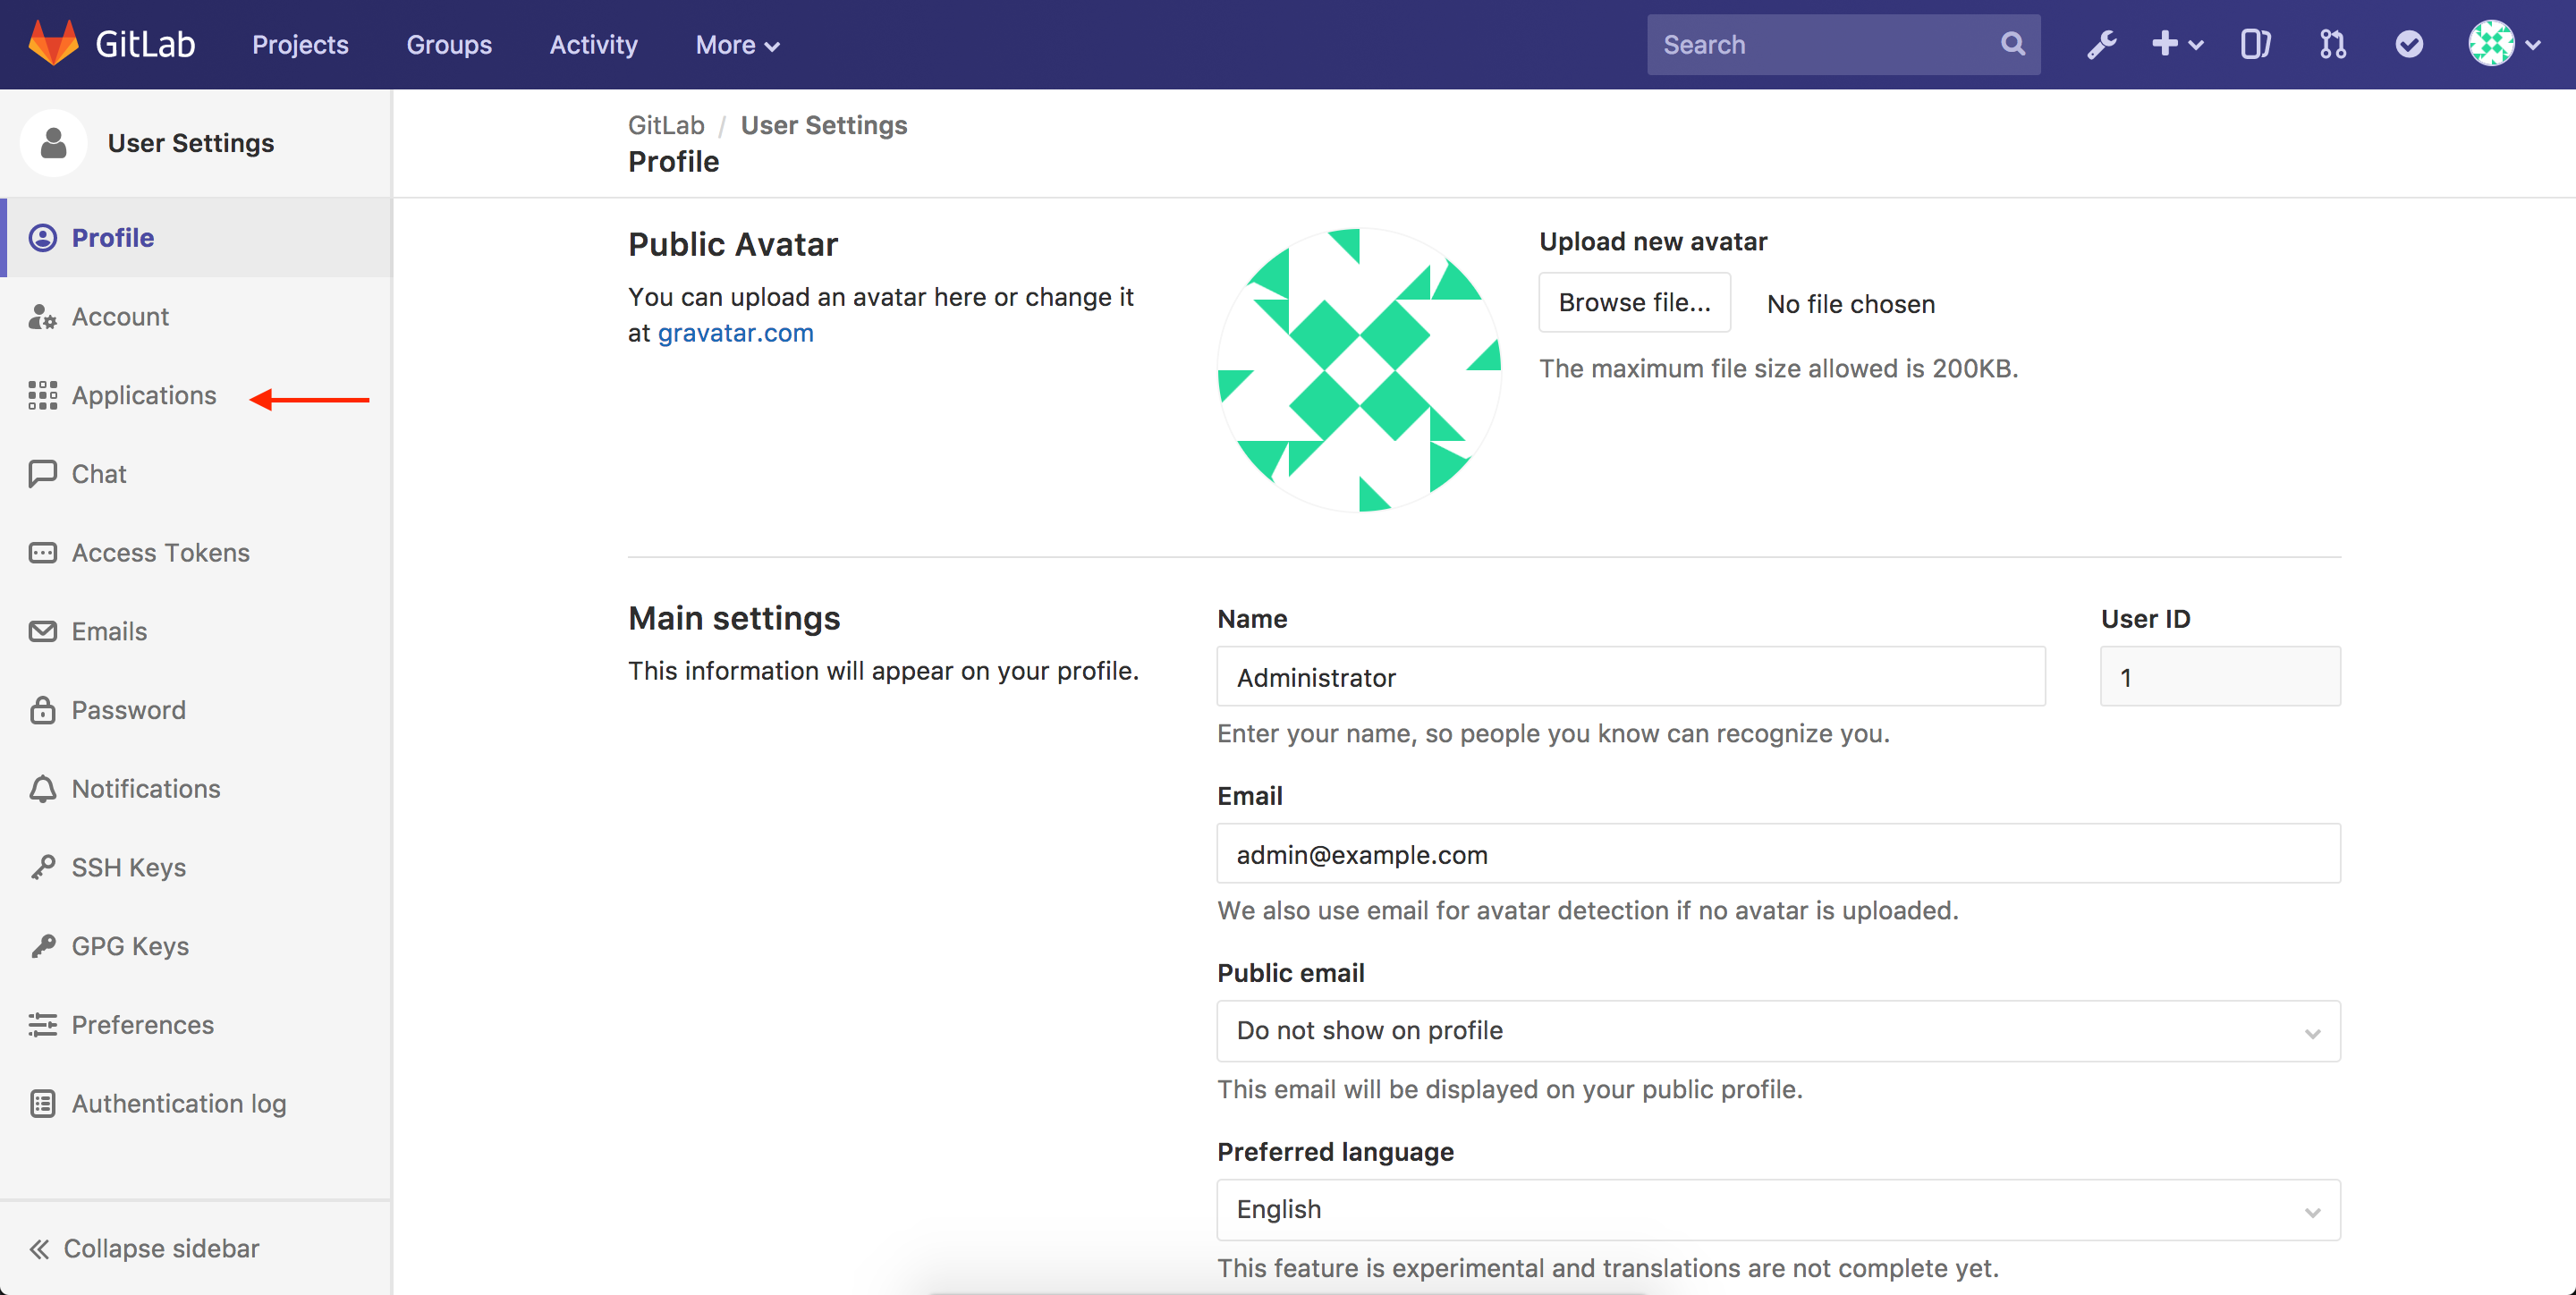 GitLab
Projects
Groups
Activity
More
Search
User Settings
Profile
Account
Applications
Chat
Access Tokens
Emails
Password
Notifications
SSH Keys
GPG Keys
Preferences
Authentication log
Collapse sidebar
GitLab / User Settings
Profile
Public Avatar
You can upload an avatar here or change it
at gravatar.com
Upload new avatar
Browse file... No file chosen
The maximum file size allowed is 200KB.
Main settings
This information will appear on your profile.
Name
Administrator
Enter your name, so people you know can recognize you.
User ID
1
Email
admin@example.com
We also use email for avatar detection if no avatar is uploaded.
Public email
Do not show on profile
This email will be displayed on your public profile.
Preferred language
English
This feature is experimental and translations are not complete yet.